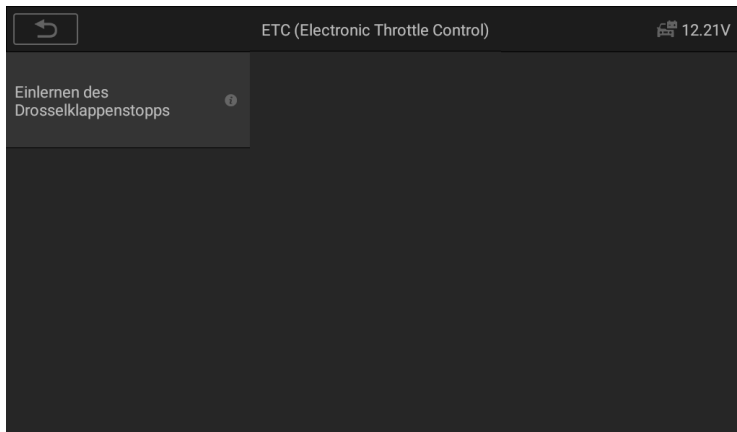 ETC (Electronic Throttle Control)
12.21V
Einlernen des
Drosselklappenstopps